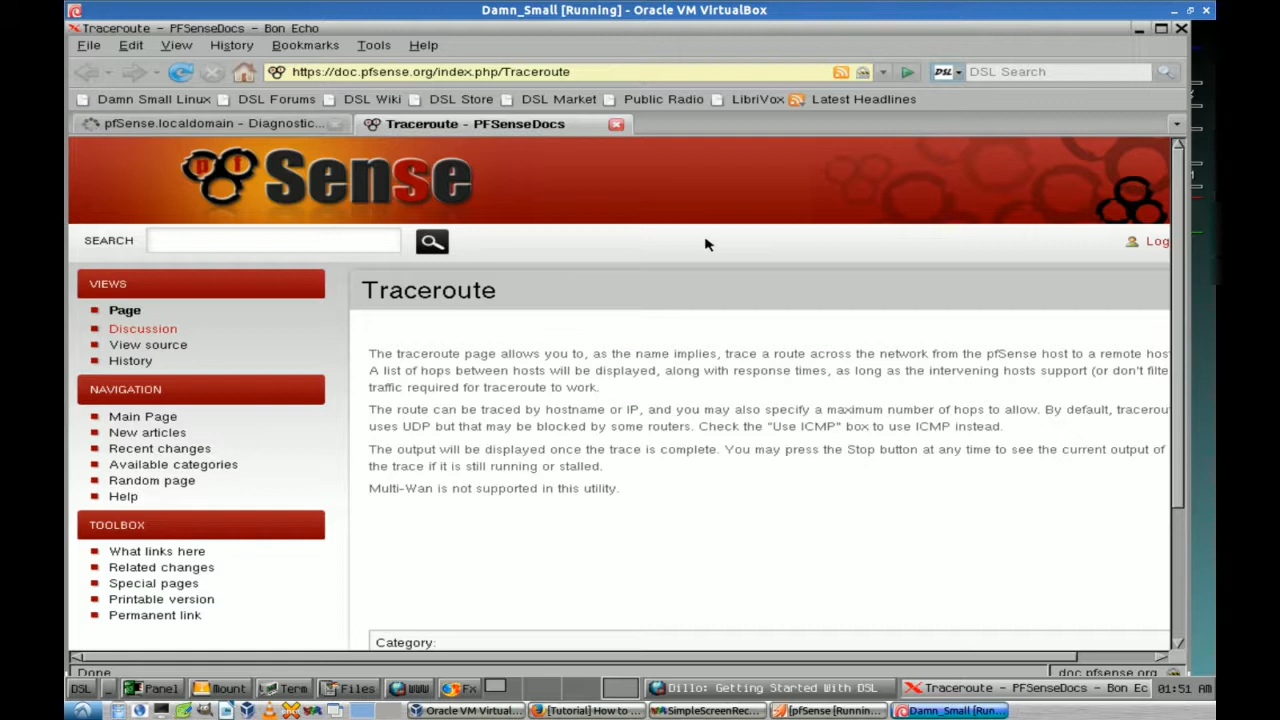 Damn_Small [Running] - Oracle VM VirtualBox
Traceroute - PFSenseDocs - Bon Echo
File Edit View History Bookmarks Tools Help
https://doc.pfsense.org/index.php/Traceroute DSL DSL Search
Damn Small Linux DSL Forums DSL Wiki DSL Store DSL Market Public Radio LibriVox Latest Headlines
pfSense.localdomain - Diagnostic... Traceroute - PFSenseDocs
pf Sense
SEARCH Log
VIEWS
Page
Discussion
View source
History
NAVIGATION
Main Page
New articles
Recent changes
Available categories
Random page
Help
TOOLBOX
What links here
Related changes
Special pages
Printable version
Permanent link
Traceroute
The traceroute page allows you to, as the name implies, trace a route across the network from the pfSense host to a remote hos
A list of hops between hosts will be displayed, along with response times, as long as the intervening hosts support (or don't filte
traffic required for traceroute to work.
The route can be traced by hostname or IP, and you may also specify a maximum number of hops to allow. By default, tracerou
uses UDP but that may be blocked by some routers. Check the "Use ICMP" box to use ICMP instead.
The output will be displayed once the trace is complete. You may press the Stop button at any time to see the current output of
the trace if it is still running or stalled.
Multi-Wan is not supported in this utility.
Category:
Done doc.pfsense.org
DSL Panel Mount Term Files WWW Fx Dillo: Getting Started With DSL Traceroute - PFSenseDocs - Bon Ec 01:51 AM
Oracle VM Virtual... [Tutorial] How to ... SimpleScreenRec... [pfSense [Runnin... Damn_Small [Run...